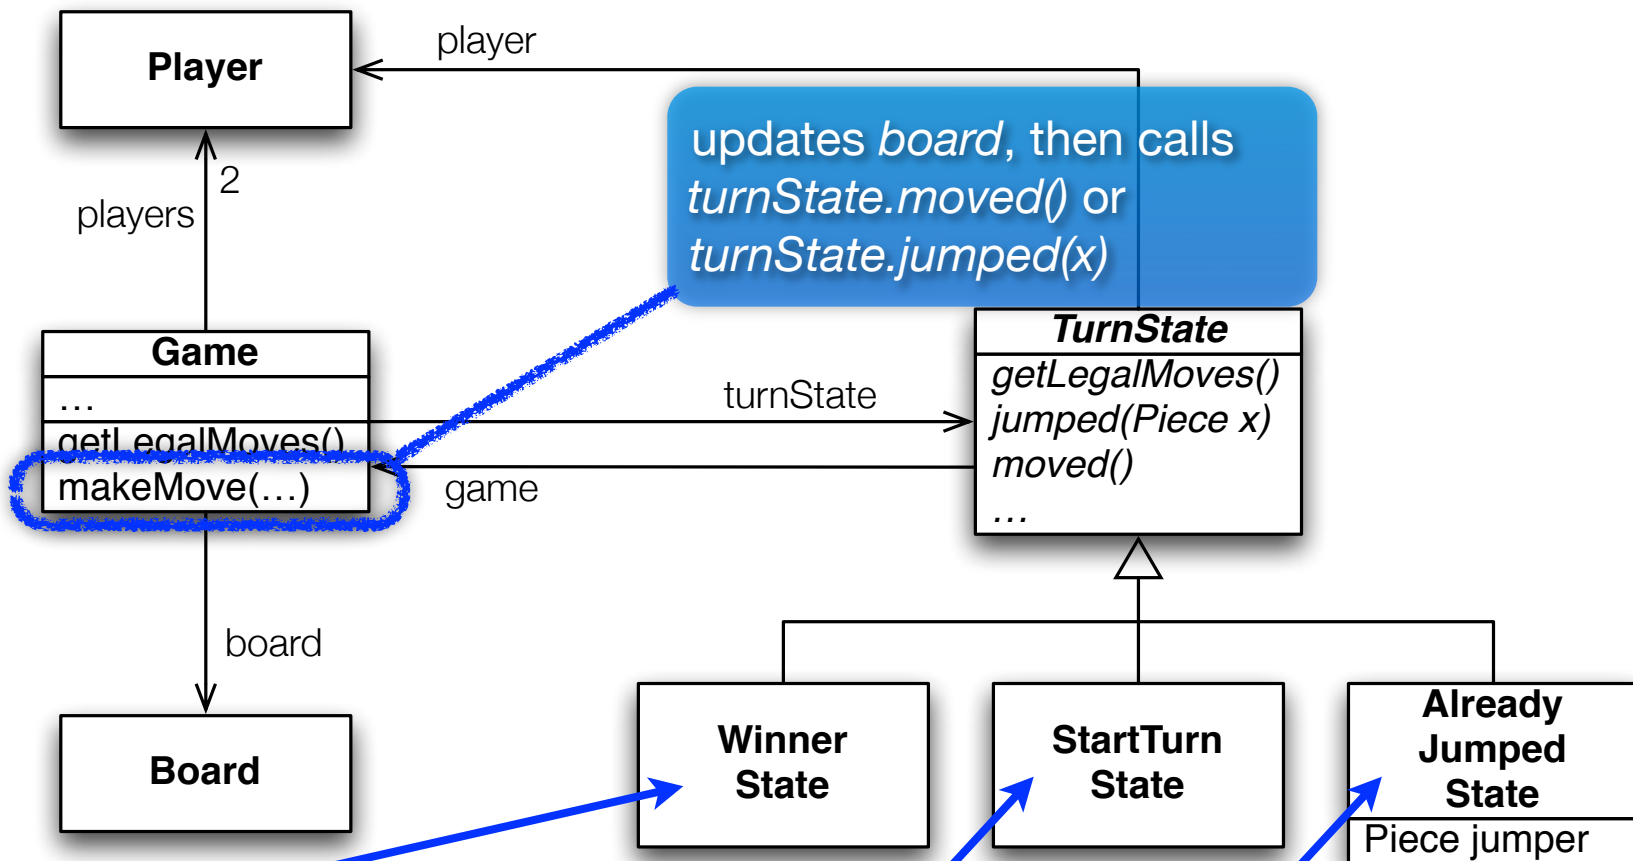 player
Player
updates board, then calls
turnState.moved() or
turnState.jumped(x)
2
players
Game
...
getLegalMoves()
makeMove(...)
turnState
game
TurnState
getLegalMoves()
jumped(Piece x)
moved()
...
board
Board
Winner
State
StartTurn
State
Already
Jumped
State
Piece jumper